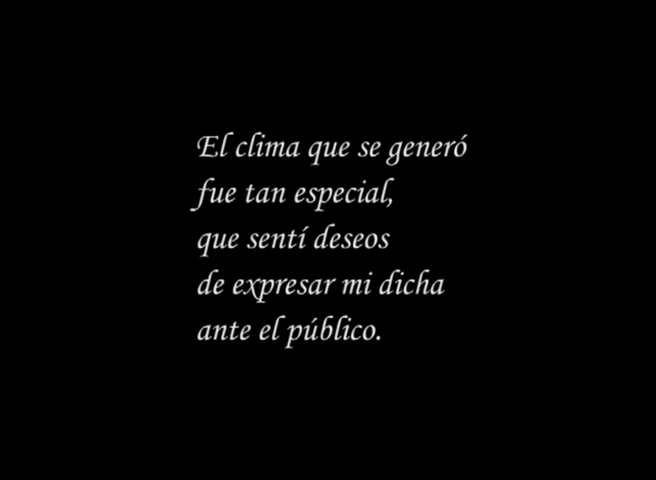 El clima que se generó
fue tan especial,
que sentí deseos
de expresar mi dicha
ante el público.